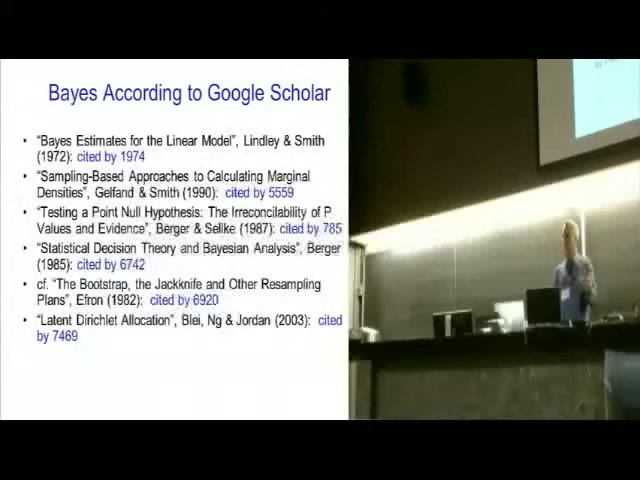 Bayes According to Google Scholar
• "Bayes Estimates for the Linear Model", Lindley & Smith
(1972): cited by 1974
• "Sampling-Based Approaches to Calculating Marginal
Densities", Gelfand & Smith (1990): cited by 5559
• "Testing a Point Null Hypothesis: The Irreconcilability of P
Values and Evidence", Berger & Sellke (1987): cited by 785
• "Statistical Decision Theory and Bayesian Analysis", Berger
(1985): cited by 6742
• cf. "The Bootstrap, the Jackknife and Other Resampling
Plans", Efron (1982): cited by 6920
• "Latent Dirichlet Allocation", Blei, Ng & Jordan (2003): cited
by 7469